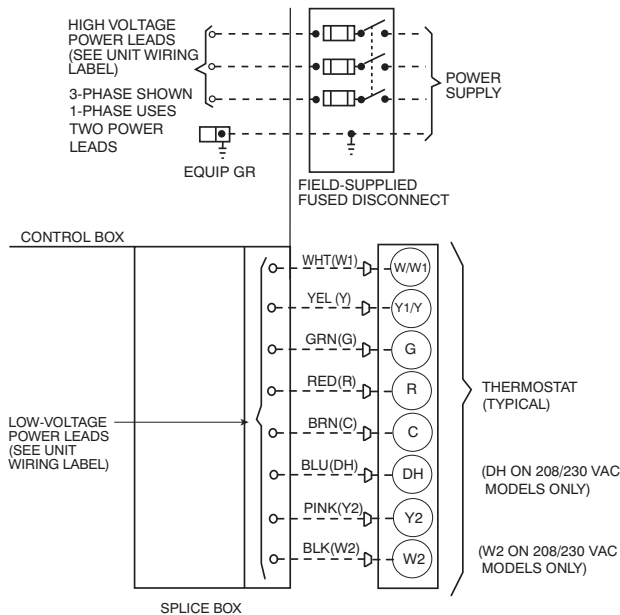 HIGH VOLTAGE
POWER LEADS
(SEE UNIT WIRING
LABEL)
3-PHASE SHOWN
1-PHASE USES
TWO POWER
LEADS
POWER
SUPPLY
EQUIP GR
FIELD-SUPPLIED
FUSED DISCONNECT
CONTROL BOX
WHT(W1)
W/W1
YEL (Y)
Y1/Y
GRN(G)
G
RED(R)
R
THERMOSTAT
(TYPICAL)
BRN(C)
C
LOW-VOLTAGE
POWER LEADS
(SEE UNIT
WIRING LABEL)
BLU(DH)
DH
(DH ON 208/230 VAC
MODELS ONLY)
PINK(Y2)
Y2
BLK(W2)
W2
(W2 ON 208/230 VAC
MODELS ONLY)
SPLICE BOX